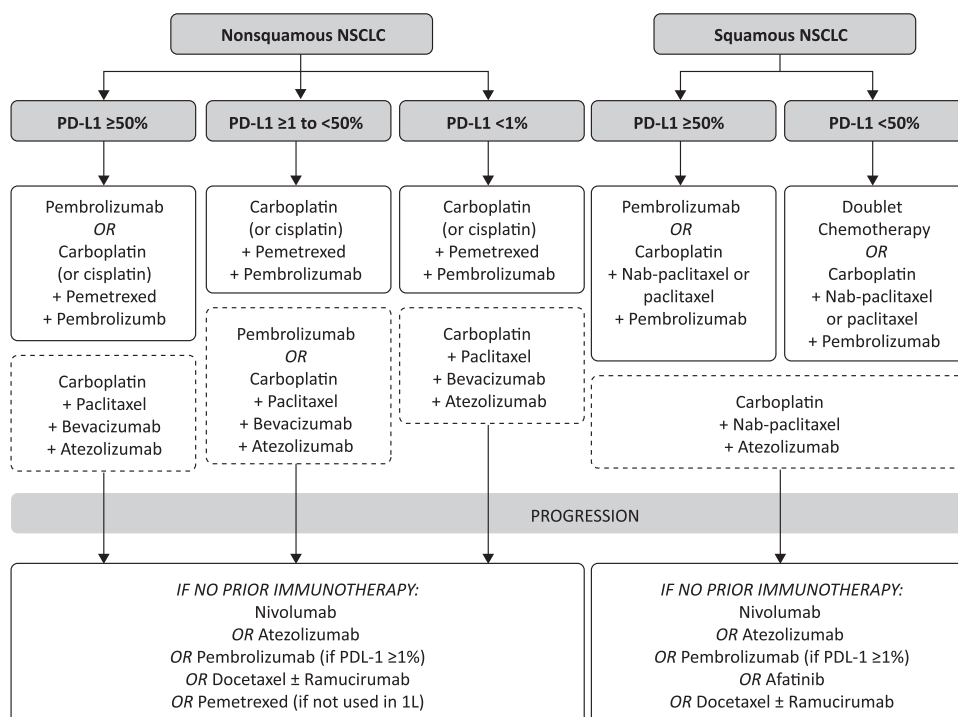 Nonsquamous NSCLC
Squamous NSCLC
PD-L1 ≥50%
PD-L1 ≥1 to <50%
PD-L1 <1%
PD-L1 ≥50%
PD-L1 <50%
Pembrolizumab
OR
Carboplatin
(or cisplatin)
+ Pemetrexed
+ Pembrolizumb
Carboplatin
(or cisplatin)
+ Pemetrexed
+ Pembrolizumab
Carboplatin
(or cisplatin)
+ Pemetrexed
+ Pembrolizumab
Pembrolizumab
OR
Carboplatin
+ Nab-paclitaxel or
paclitaxel
+ Pembrolizumab
Doublet
Chemotherapy
OR
Carboplatin
+ Nab-paclitaxel
or paclitaxel
+ Pembrolizumab
Carboplatin
+ Paclitaxel
+ Bevacizumab
+ Atezolizumab
Pembrolizumab
OR
Carboplatin
+ Paclitaxel
+ Bevacizumab
+ Atezolizumab
Carboplatin
+ Paclitaxel
+ Bevacizumab
+ Atezolizumab
Carboplatin
+ Nab-paclitaxel
+ Atezolizumab
PROGRESSION
IF NO PRIOR IMMUNOTHERAPY:
Nivolumab
OR Atezolizumab
OR Pembrolizumab (if PDL-1 ≥1%)
OR Docetaxel ± Ramucirumab
OR Pemetrexed (if not used in 1L)
IF NO PRIOR IMMUNOTHERAPY:
Nivolumab
OR Atezolizumab
OR Pembrolizumab (if PDL-1 ≥1%)
OR Afatinib
OR Docetaxel ± Ramucirumab